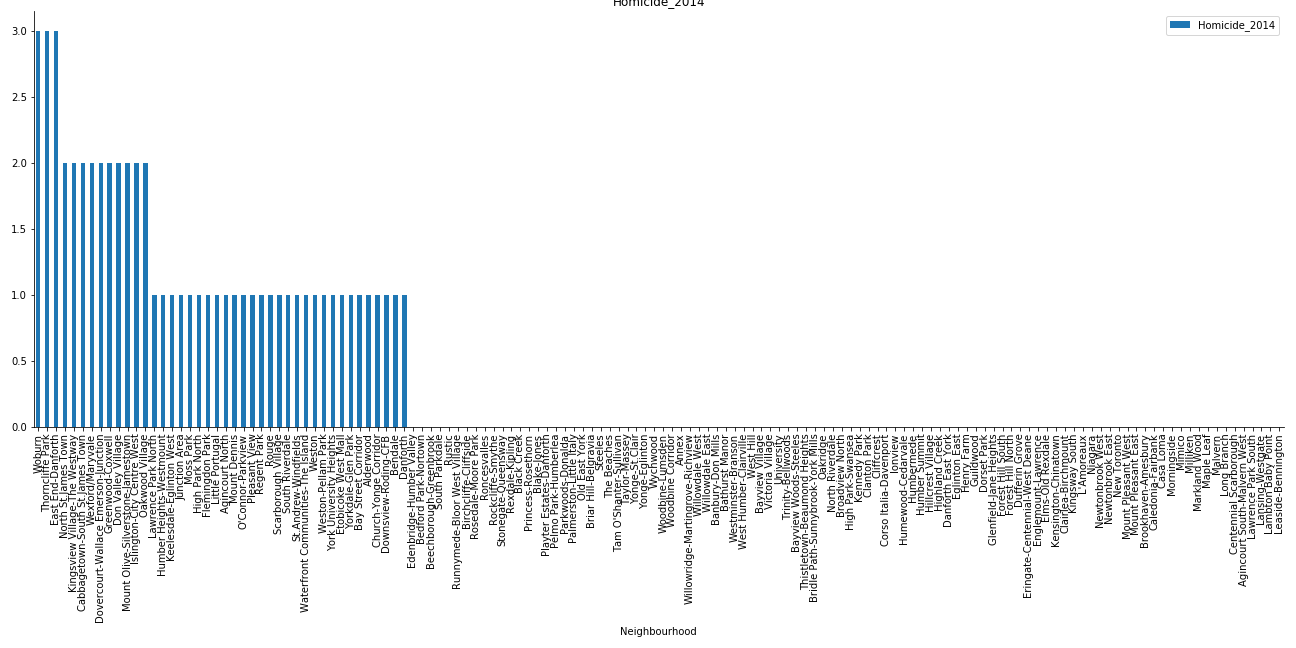 Homicide_2014
Homicide_2014
3.0
2.5
2.0
1.5
1.0
0.5
0.0
Woburn
Thorncliffe Park
East End-Danforth
North St.James Town
Kingsview Village-The Westway
Cabbagetown-South St.James Town
Wexford/Maryvale
Dovercourt-Wallace Emerson-Junction
Greenwood-Coxwell
Don Valley Village
Mount Olive-Silverstone-Jamestown
Islington-City Centre West
Oakwood Village
Lawrence Park North
Humber Heights-Westmount
Keelesdale-Eglinton West
Junction Area
Moss Park
High Park North
Flemingdon Park
Little Portugal
Agincourt North
Mount Dennis
O'Connor-Parkview
Pleasant View
Regent Park
Rouge
Scarborough Village
South Riverdale
St.Andrew-Windfields
Waterfront Communities-The Island
Weston
Weston-Pellam Park
York University Heights
Etobicoke West Mall
Yorkdale-Glen Park
Bay Street Corridor
Alderwood
Church-Yonge Corridor
Downsview-Roding-CFB
Bendale
Danforth
Edenbridge-Humber Valley
Bedford Park-Nortown
Beechborough-Greenbrook
South Parkdale
Rustic
Runnymede-Bloor West Village
Birchcliffe-Cliffside
Rosedale-Moore Park
Roncesvalles
Rockcliffe-Smythe
Stonegate-Queensway
Rexdale-Kipling
Black Creek
Princess-Rosethorn
Blake-Jones
Playter Estates-Danforth
Pelmo Park-Humberlea
Parkwoods-Donalda
Palmerston-Little Italy
Old East York
Briar Hill-Belgravia
Steeles
The Beaches
Tam O'Shanter-Sullivan
Taylor-Massey
Yonge-St.Clair
Yonge-Eglinton
Wychwood
Woodbine-Lumsden
Woodbine Corridor
Annex
Willowridge-Martingrove-Richview
Willowdale West
Willowdale East
Banbury-Don Mills
Bathurst Manor
Westminster-Branson
West Humber-Clairville
West Hill
Bayview Village
Victoria Village
University
Trinity-Bellwoods
Bayview Woods-Steeles
Thistletown-Beaumond Heights
Bridle Path-Sunnybrook-York Mills
Oakridge
North Riverdale
Broadview North
High Park-Swansea
Kennedy Park
Clanton Park
Cliffcrest
Corso Italia-Davenport
Ionview
Humewood-Cedarvale
Humbermede
Humber Summit
Hillcrest Village
Highland Creek
Danforth East York
Eglinton East
Henry Farm
Guildwood
Dorset Park
Glenfield-Jane Heights
Forest Hill South
Forest Hill North
Dufferin Grove
Eringate-Centennial-West Deane
Englemount-Lawrence
Elms-Old Rexdale
Kensington-Chinatown
Clairlea-Birchmount
Kingsway South
L'Amoreaux
Niagara
Newtonbrook West
Newtonbrook East
New Toronto
Mount Pleasant West
Mount Pleasant East
Brookhaven-Amesbury
Caledonia-Fairbank
Casa Loma
Morningside
Mimico
Milliken
Markland Wood
Maple Leaf
Malvern
Long Branch
Centennial Scarborough
Agincourt South-Malvern West
Lawrence Park South
Lansing-Westgate
Lambton Baby Point
Leaside-Bennington
Neighbourhood